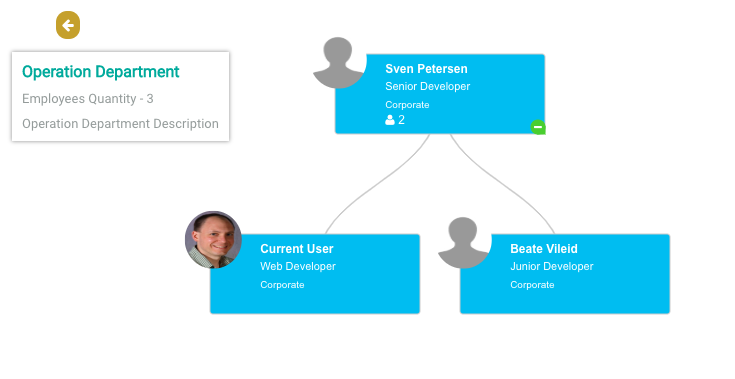 Operation Department
Employees Quantity - 3
Operation Department Description
Sven Petersen
Senior Developer
Corporate
2
Current User
Web Developer
Corporate
Beate Vileid
Junior Developer
Corporate